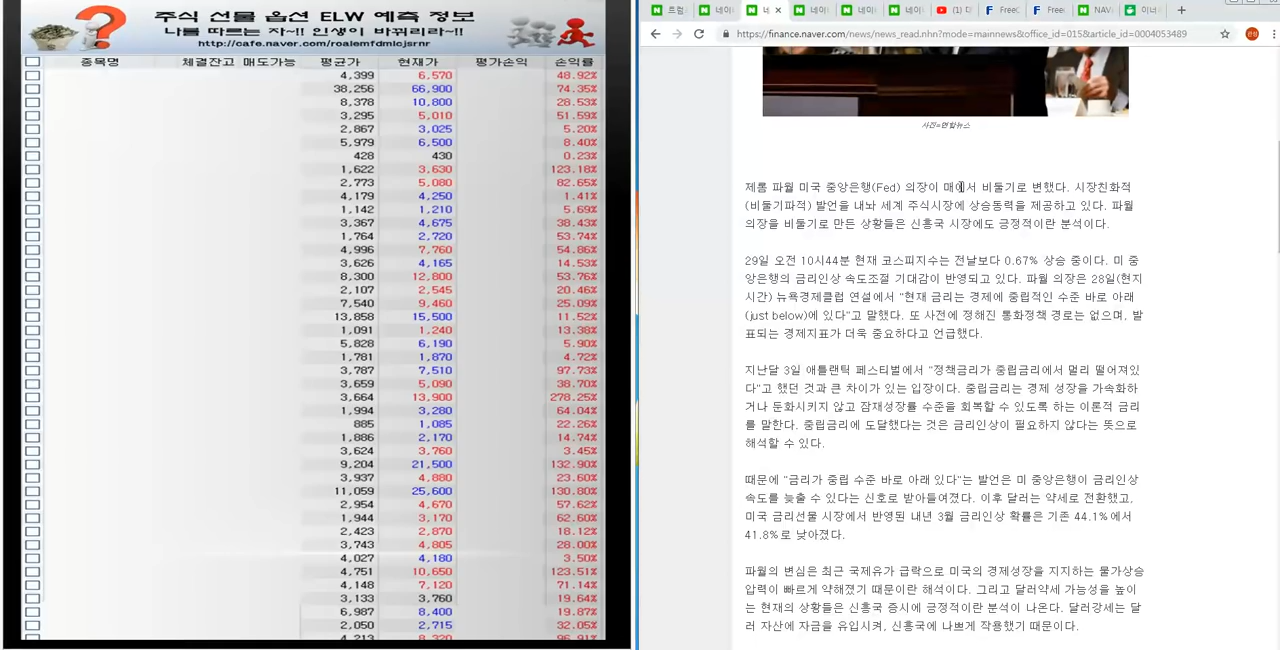 주식 선물 옵션 ELW 예측 정보
나를 따르는 자~!! 인생이 바뀌리라~!
http://cafe.naver.com/roalemfdmlcjsrnr
종목명 체결잔고 매도가능 평균가 현재가 평가손익 손익률
4,399 6,570 48.92%
38,256 66,900 74.35%
8,378 10,800 28.53%
3,295 5,010 51.59%
2,867 3,025 5.20%
5,979 6,500 8.40%
428 430 0.23%
1,622 3,630 123.18%
2,773 5,080 82.65%
4,179 4,250 1.41%
1,142 1,210 5.69%
3,367 4,675 38.43%
1,764 2,720 53.74%
4,996 7,760 54.86%
3,626 4,165 14.53%
8,300 12,800 53.76%
2,107 2,545 20.46%
7,540 9,460 25.09%
13,858 15,500 11.52%
1,091 1,240 13.38%
5,828 6,190 5.90%
1,781 1,870 4.72%
3,787 7,510 97.73%
3,659 5,090 38.70%
3,664 13,900 278.25%
1,994 3,280 64.04%
885 1,085 22.26%
1,886 2,170 14.74%
3,624 3,760 3.45%
9,204 21,500 132.90%
3,937 4,880 23.60%
11,059 25,600 130.80%
2,954 4,670 57.62%
1,944 3,170 62.60%
2,423 2,870 18.12%
3,743 4,805 28.00%
4,027 4,180 3.50%
4,751 10,650 123.51%
4,148 7,120 71.14%
3,133 3,760 19.64%
6,987 8,400 19.87%
2,050 2,715 32.05%
4,213 8,320 96.91%
트럼 네이 네 네이 네이 네이 (1) 다 Free Free NAV 이너
https://finance.naver.com/news/news_read.nhn?mode=mainnews&office_id=015&article_id=0004053489
사진=연합뉴스
제롬 파월 미국 중앙은행(Fed) 의장이 매에서 비둘기로 변했다. 시장친화적
(비둘기파적) 발언을 내놔 세계 주식시장에 상승동력을 제공하고 있다. 파월
의장을 비둘기로 만든 상황들은 신흥국 시장에도 긍정적이란 분석이다.
29일 오전 10시44분 현재 코스피지수는 전날보다 0.67% 상승 중이다. 미 중
앙은행의 금리인상 속도조절 기대감이 반영되고 있다. 파월 의장은 28일(현지
시간) 뉴욕경제클럽 연설에서 "현재 금리는 경제에 중립적인 수준 바로 아래
(just below)에 있다"고 말했다. 또 사전에 정해진 통화정책 경로는 없으며, 발
표되는 경제지표가 더욱 중요하다고 언급했다.
지난달 3일 애틀랜틱 페스티벌에서 "정책금리가 중립금리에서 멀리 떨어져있
다"고 했던 것과 큰 차이가 있는 입장이다. 중립금리는 경제 성장을 가속화하
거나 둔화시키지 않고 잠재성장률 수준을 회복할 수 있도록 하는 이론적 금리
를 말한다. 중립금리에 도달했다는 것은 금리인상이 필요하지 않다는 뜻으로
해석할 수 있다.
때문에 "금리가 중립 수준 바로 아래 있다"는 발언은 미 중앙은행이 금리인상
속도를 늦출 수 있다는 신호로 받아들여졌다. 이후 달러는 약세로 전환했고,
미국 금리선물 시장에서 반영된 내년 3월 금리인상 확률은 기존 44.1%에서
41.8%로 낮아졌다.
파월의 변심은 최근 국제유가 급락으로 미국의 경제성장을 지지하는 물가상승
압력이 빠르게 약해졌기 때문이란 해석이다. 그리고 달러약세 가능성을 높이
는 현재의 상황들은 신흥국 증시에 긍정적이란 분석이 나온다. 달러강세는 달
러 자산에 자금을 유입시켜, 신흥국에 나쁘게 작용했기 때문이다.